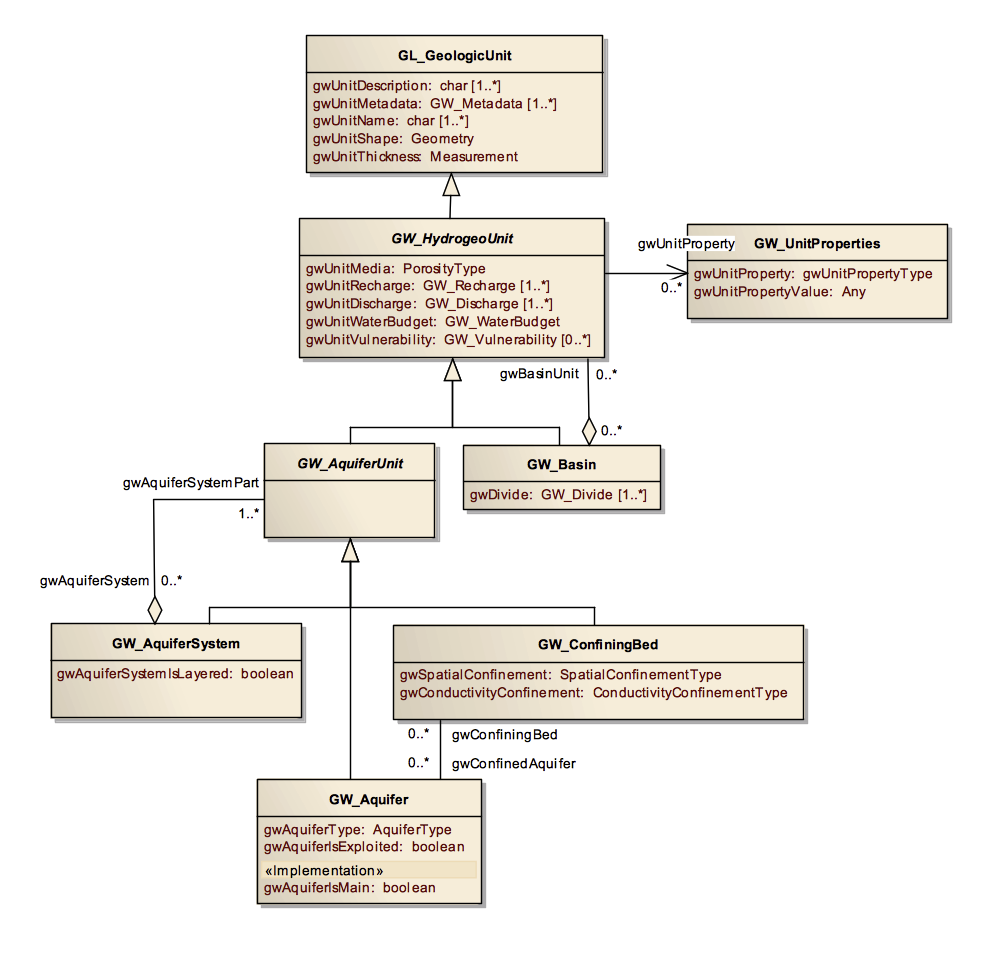 GL_GeologicUnit
gwUnitDescription: char [1..*]
gwUnitMetadata: GW_Metadata [1..*]
gwUnitName: char [1..*]
gwUnitShape: Geometry
gwUnitThickness: Measurement
GW_HydrogeoUnit
gwUnitMedia: PorosityType
gwUnitRecharge: GW_Recharge [1..*]
gwUnitDischarge: GW_Discharge [1..*]
gwUnitWaterBudget: GW_WaterBudget
gwUnitVulnerability: GW_Vulnerability [0..*]
gwUnitProperty
0..*
GW_UnitProperties
gwUnitProperty: gwUnitPropertyType
gwUnitPropertyValue: Any
gwBasinUnit
0..*
0..*
GW_AquiferUnit
GW_Basin
gwDivide: GW_Divide [1..*]
gwAquiferSystemPart
1..*
gwAquiferSystem
0..*
GW_AquiferSystem
gwAquiferSystemIsLayered: boolean
GW_ConfiningBed
gwSpatialConfinement: SpatialConfinementType
gwConductivityConfinement: ConductivityConfinementType
0..*
gwConfiningBed
0..*
gwConfinedAquifer
GW_Aquifer
gwAquiferType: AquiferType
gwAquiferIsExploited: boolean
«Implementation»
gwAquiferIsMain: boolean